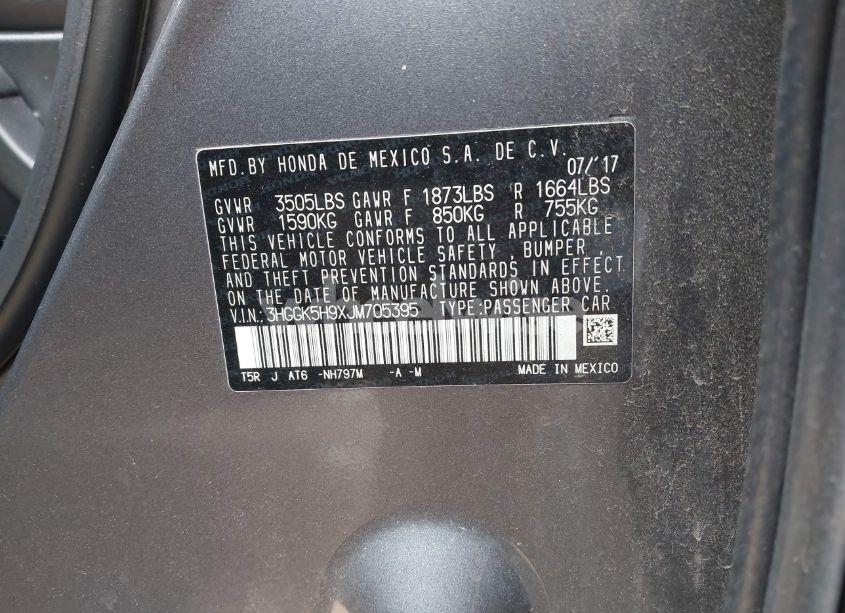 MFD.BY HONDA DE MEXICO S.A. DE C.V. 07/'17
GVWR 3505LBS GAWR F 1873LBS R 1664LBS
GVWR 1590KG GAWR F 850KG R 755KG
THIS VEHICLE CONFORMS TO ALL APPLICABLE
FEDERAL MOTOR VEHICLE SAFETY, BUMPER,
AND THEFT PREVENTION STANDARDS IN EFFECT
ON THE DATE OF MANUFACTURE SHOWN ABOVE.
V.I.N.: 3HGGK5H9XJM705395 TYPE:PASSENGER CAR
T5R J AT6 -NH797M -A -M MADE IN MEXICO